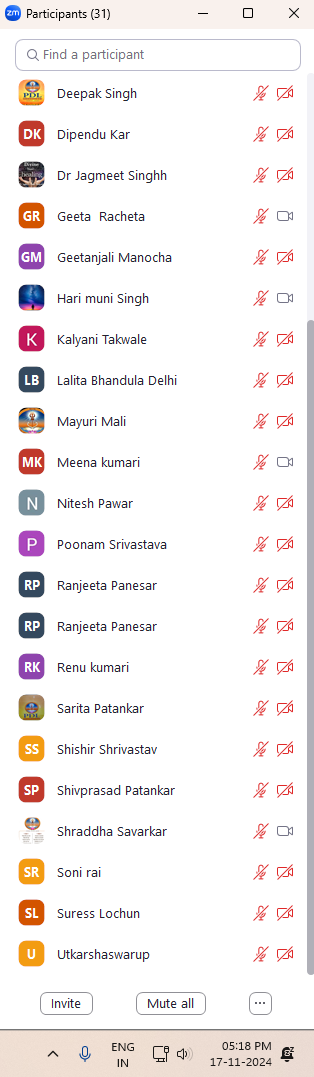 zm Participants (31)
Find a participant
PDL Deepak Singh
DK Dipendu Kar
Dr Jagmeet Singhh
GR Geeta  Racheta
GM Geetanjali Manocha
Hari muni Singh
K Kalyani Takwale
LB Lalita Bhandula Delhi
Mayuri Mali
MK Meena kumari
N Nitesh Pawar
P Poonam Srivastava
RP Ranjeeta Panesar
RP Ranjeeta Panesar
RK Renu kumari
PDL Sarita Patankar
SS Shishir Shrivastav
SP Shivprasad Patankar
Shraddha Savarkar
SR Soni rai
SL Suress Lochun
U Utkarshaswarup
Invite Mute all ...
ENG 05:18 PM
IN 17-11-2024